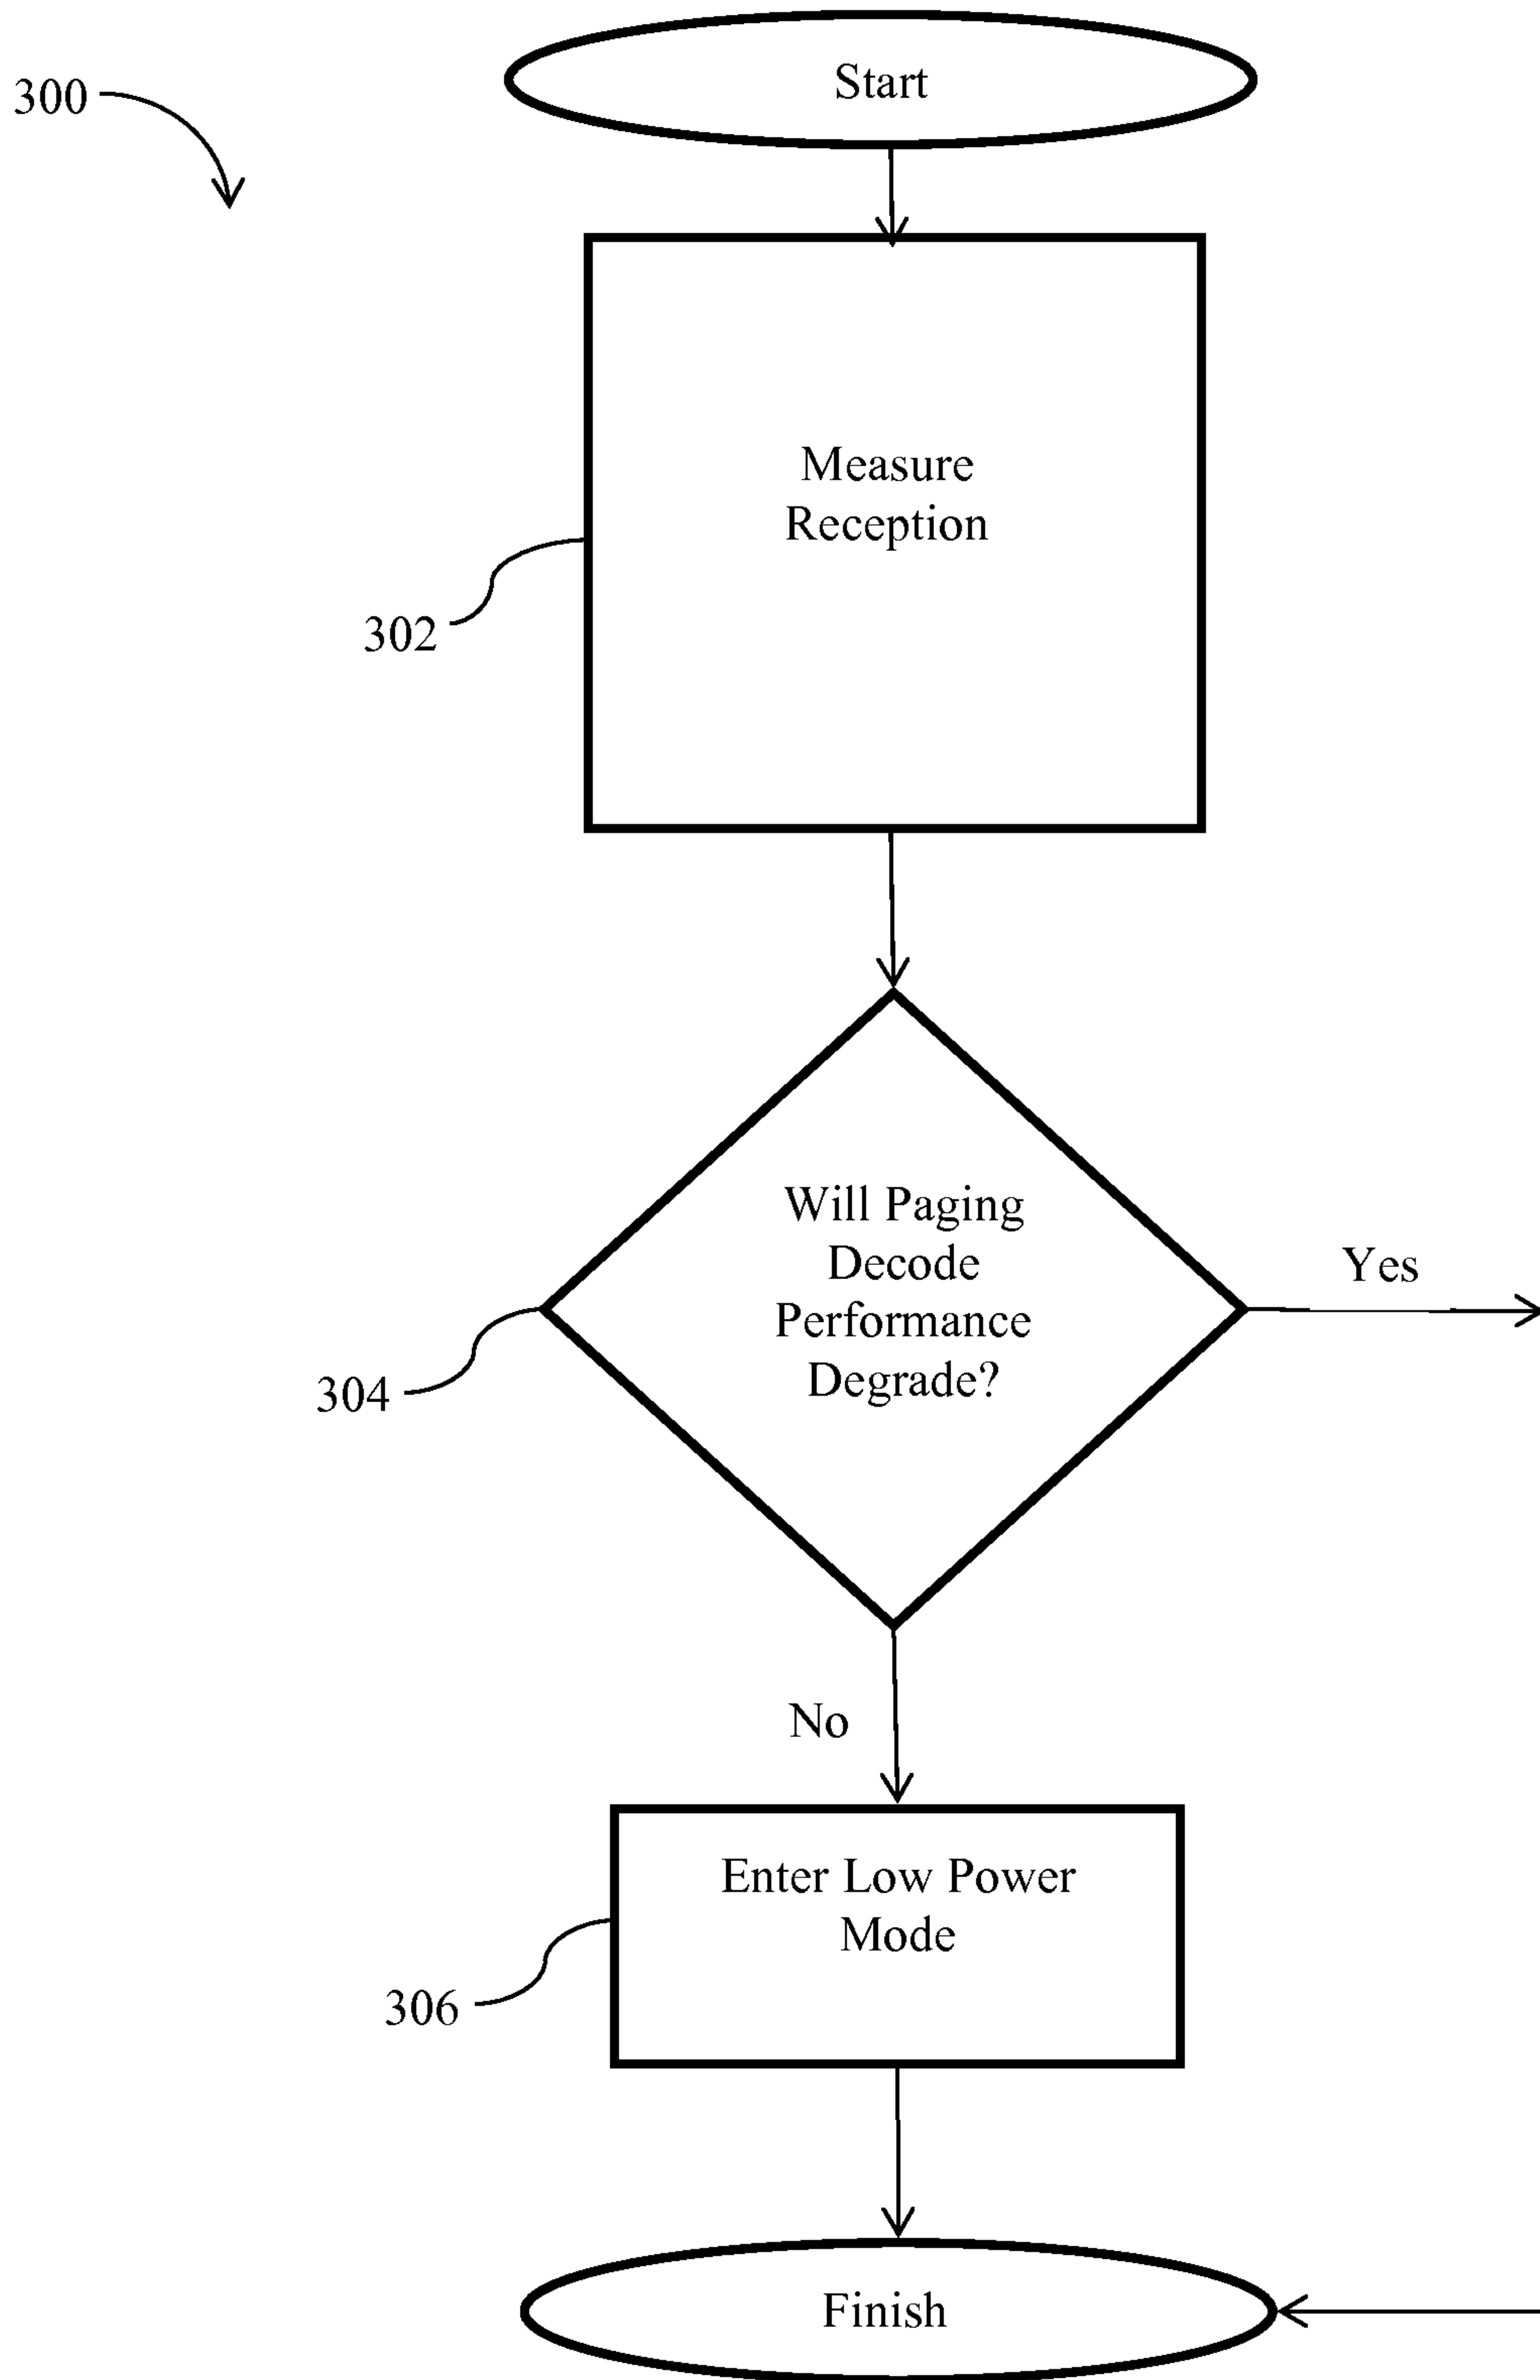 Start
300
Measure
Reception
302
Will Paging
Decode
Performance
Degrade?
Yes
304
No
Enter Low Power
Mode
306
Finish